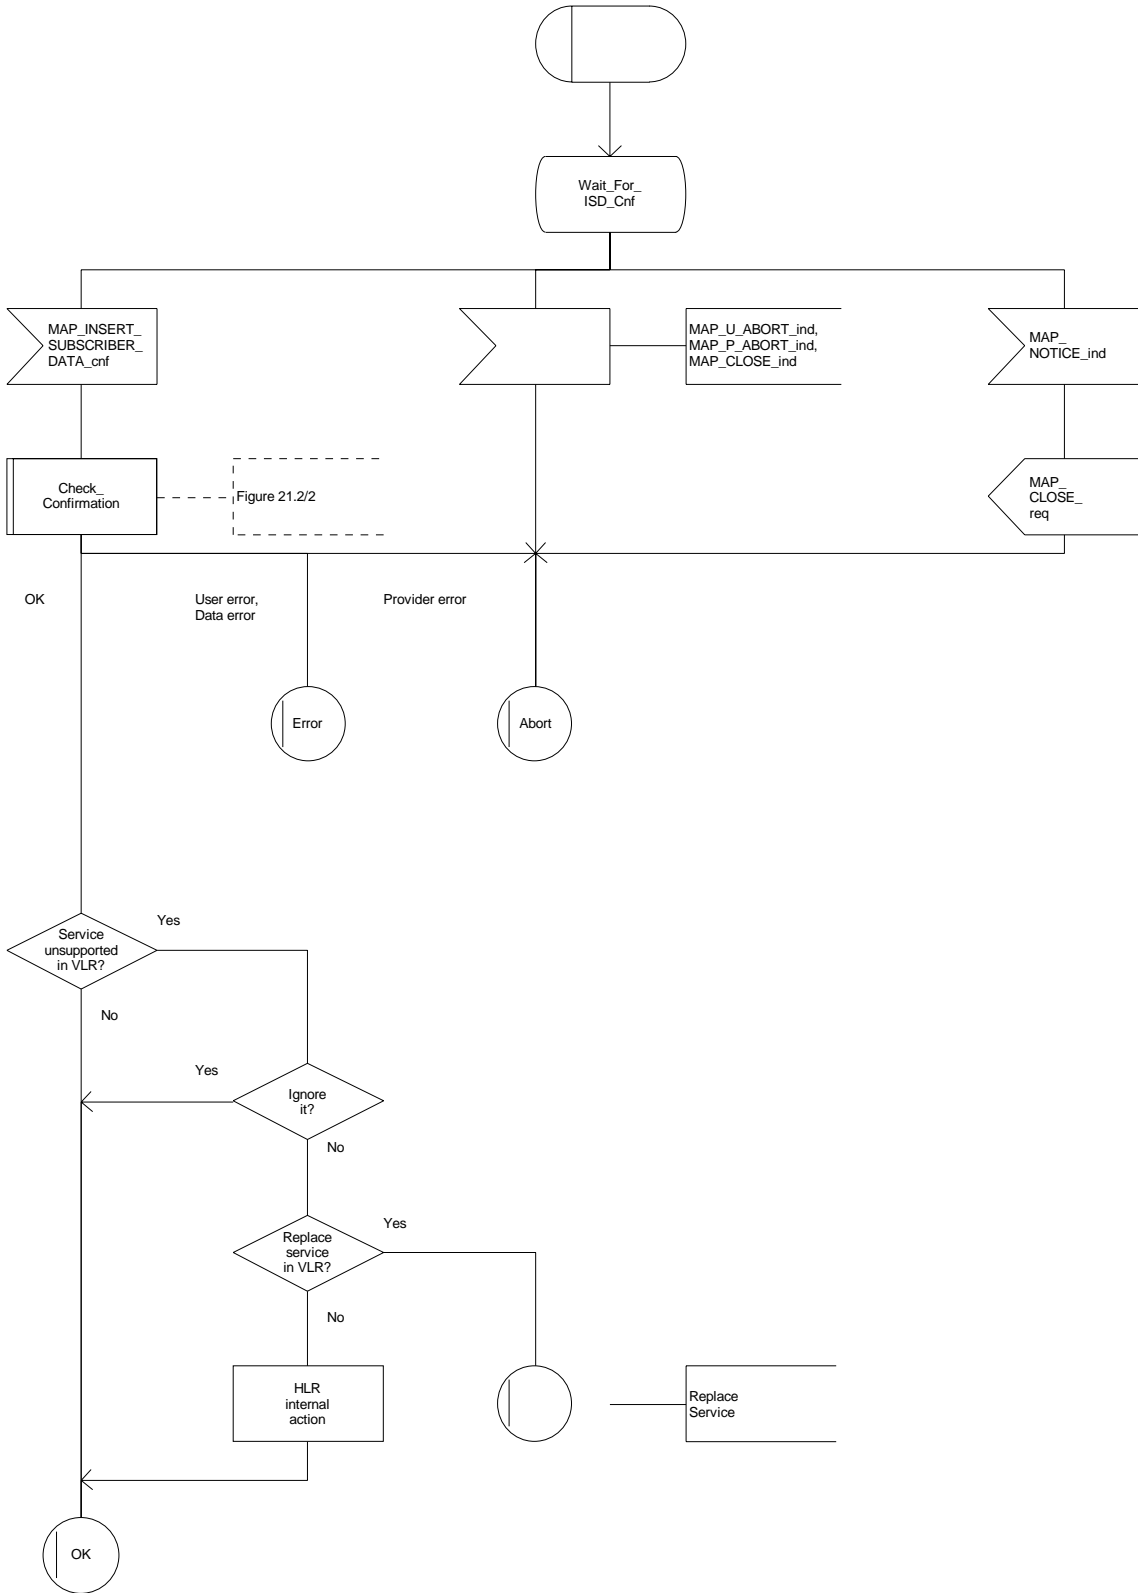 Wait_For_
ISD_Cnf
MAP_INSERT_
SUBSCRIBER_
DATA_cnf
MAP_U_ABORT_ind,
MAP_P_ABORT_ind,
MAP_CLOSE_ind
MAP_
NOTICE_ind
Check_
Confirmation
Figure 21.2/2
MAP_
CLOSE_
req
OK
User error,
Data error
Provider error
Error
Abort
Service
unsupported
in VLR?
Yes
No
Yes
Ignore
it?
No
Replace
service
in VLR?
Yes
No
HLR
internal
action
Replace
Service
OK